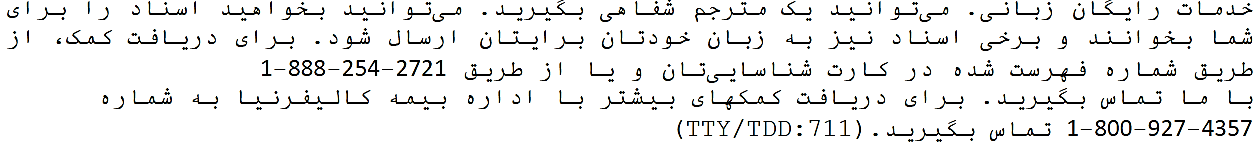 خدمات رایگان زبانی. می‌توانید یک مترجم شفاهی بگیرید. می‌توانید بخواهید اسناد را برای
شما بخوانند و برخی اسناد نیز به زبان خودتان برایتان ارسال شود. برای دریافت کمک، از
طریق شماره فهرست شده در کارت شناسایی‌تان و یا از طریق 1-888-254-2721
با ما تماس بگیرید. برای دریافت کمکهای بیشتر با اداره بیمه کالیفرنیا به شماره
1-800-927-4357 تماس بگیرید.(TTY/TDD:711)